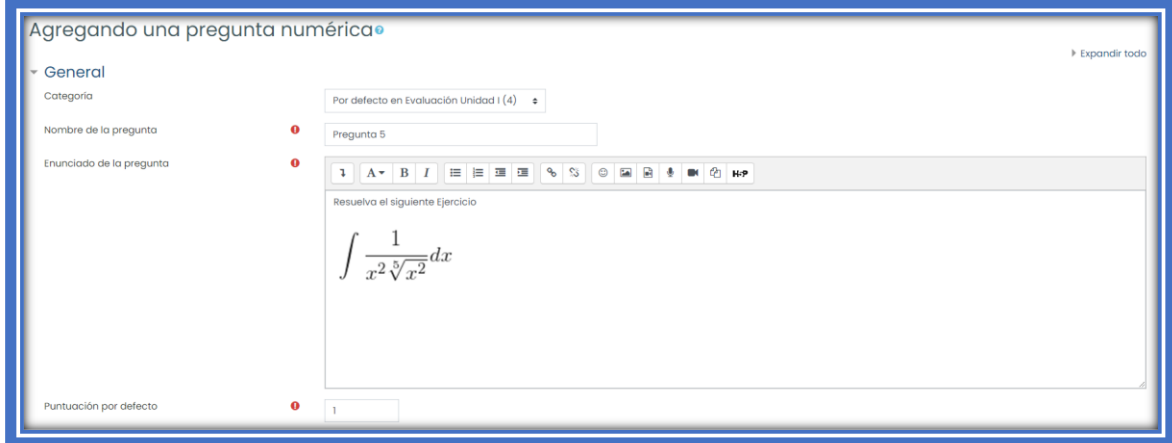 Agregando una pregunta numérica
Expandir todo
General
Categoría
Por defecto en Evaluación Unidad I (4)
Nombre de la pregunta
Pregunta 5
Enunciado de la pregunta
A B I H-P
Resuelva el siguiente Ejercicio
∫ 1/(x² ⁵√x²) dx
Puntuación por defecto
1